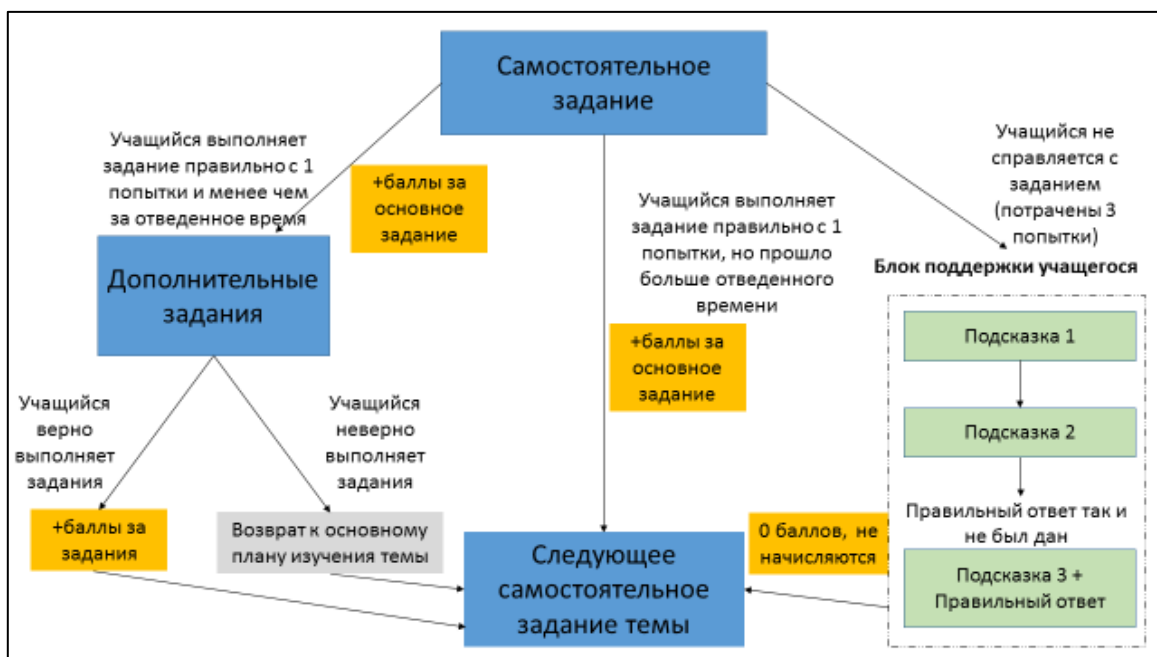 Самостоятельное
задание
Учащийся выполняет
задание правильно с 1
попытки и менее чем
за отведенное время
+баллы за
основное
задание
Учащийся выполняет
задание правильно с 1
попытки, но прошло
больше отведенного
времени
Учащийся не
справляется с
заданием
(потрачены 3
попытки)
Блок поддержки учащегося
Дополнительные
задания
+баллы за
основное
задание
Подсказка 1
Подсказка 2
Правильный ответ так и
не был дан
Подсказка 3 +
Правильный ответ
Учащийся
верно
выполняет
задания
Учащийся
неверно
выполняет
задания
+баллы за
задания
Возврат к основному
плану изучения темы
0 баллов, не
начисляются
Следующее
самостоятельное
задание темы